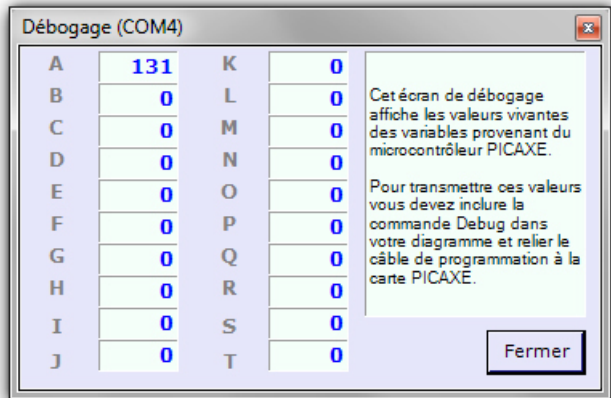 Débogage (COM4)
A 131 K 0
B 0 L 0
C 0 M 0
D 0 N 0
E 0 O 0
F 0 P 0
G 0 Q 0
H 0 R 0
I 0 S 0
J 0 T 0
Cet écran de débogage
affiche les valeurs vivantes
des variables provenant du
microcontrôleur PICAXE.
Pour transmettre ces valeurs
vous devez inclure la
commande Debug dans
votre diagramme et relier le
câble de programmation à la
carte PICAXE.
Fermer